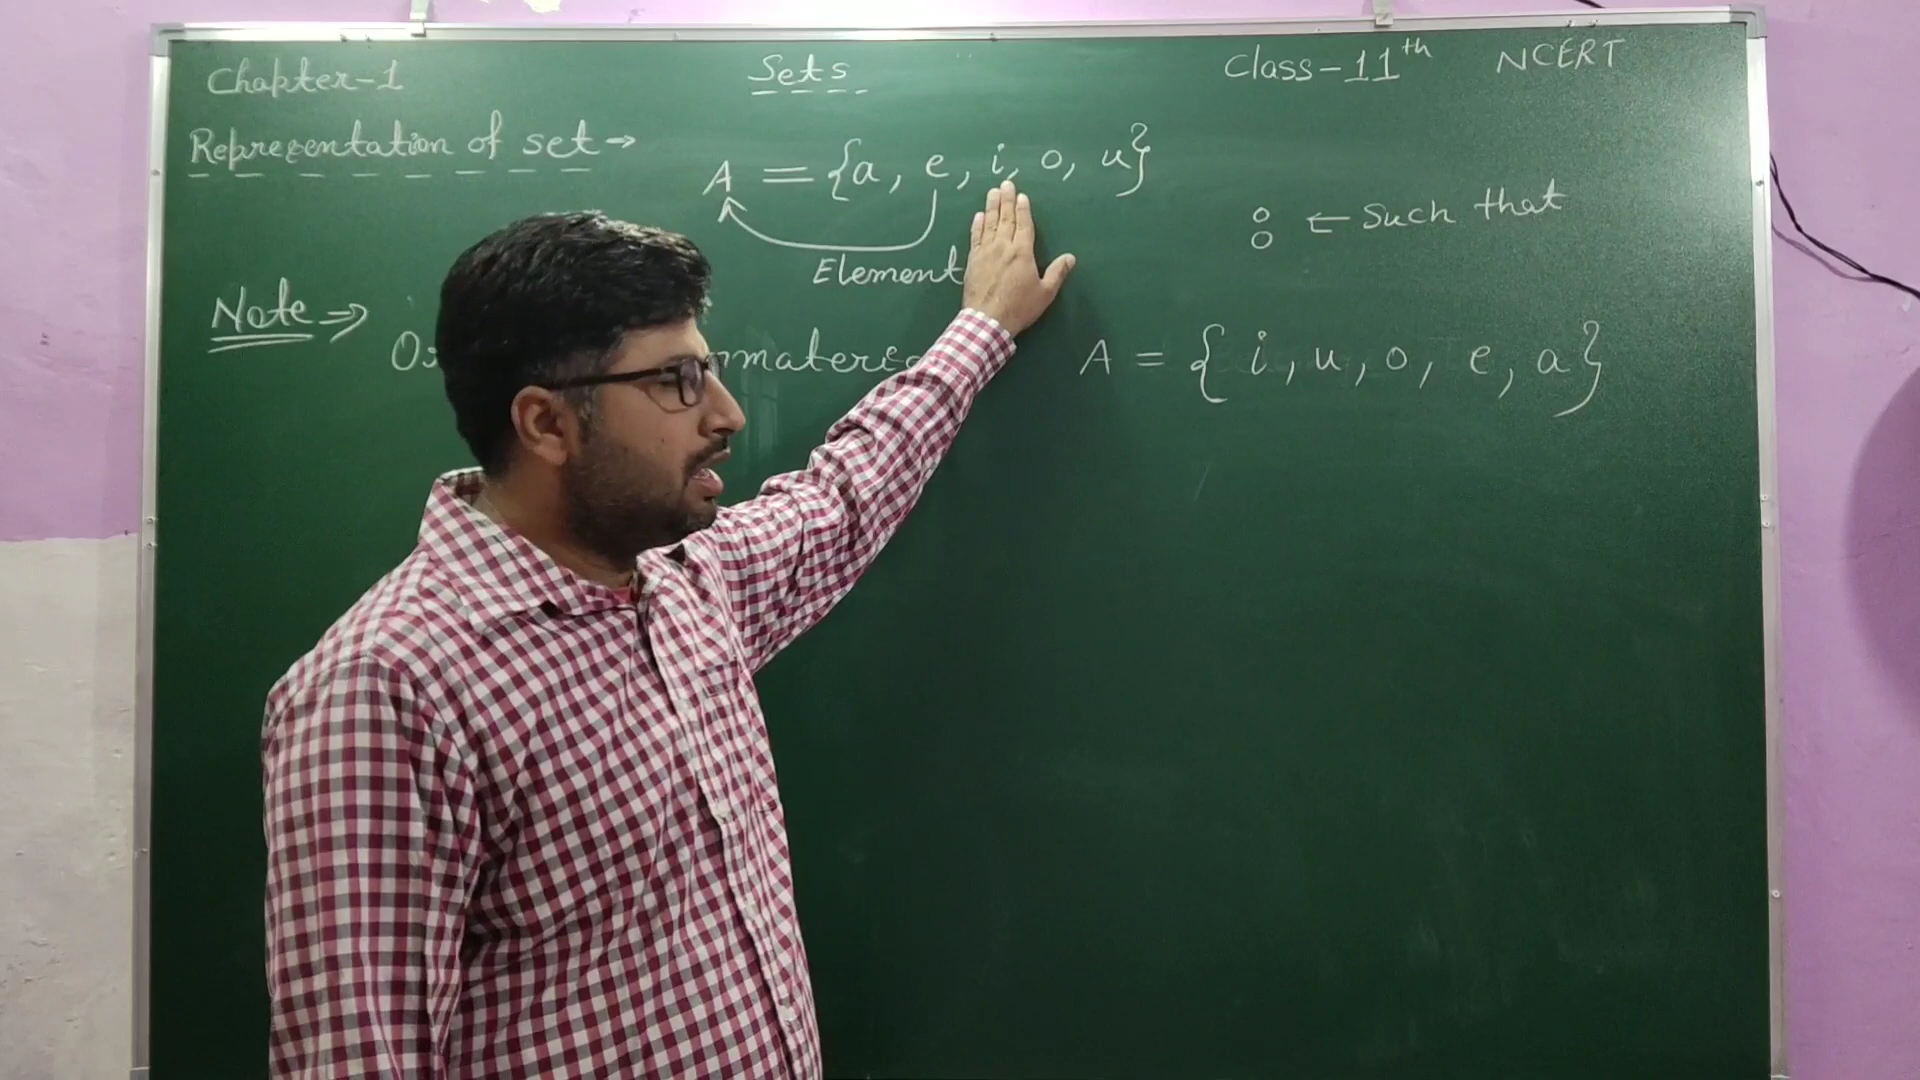 Chapter-1 Sets Class-11th NCERT
Representation of set→
A = {a, e, i, o, u}
: ← Such that
Element
Note ⇒
A = { i, u, o, e, a}